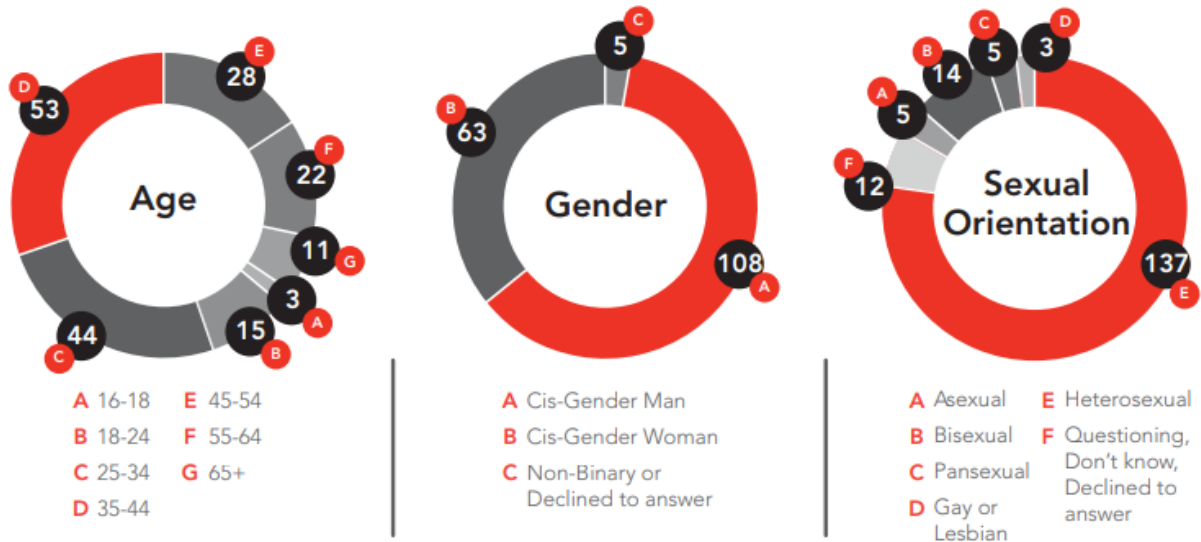 E
28
D
53
F
22
Age
11
G
3
A
15
B
44
C
A 16-18
B 18-24
C 25-34
D 35-44
E 45-54
F 55-64
G 65+
C
5
B
63
Gender
108
A
A Cis-Gender Man
B Cis-Gender Woman
C Non-Binary or
Declined to answer
D
3
C
5
B
14
A
5
F
12
Sexual
Orientation
137
E
A Asexual
B Bisexual
C Pansexual
D Gay or
Lesbian
E Heterosexual
F Questioning,
Don't know,
Declined to
answer